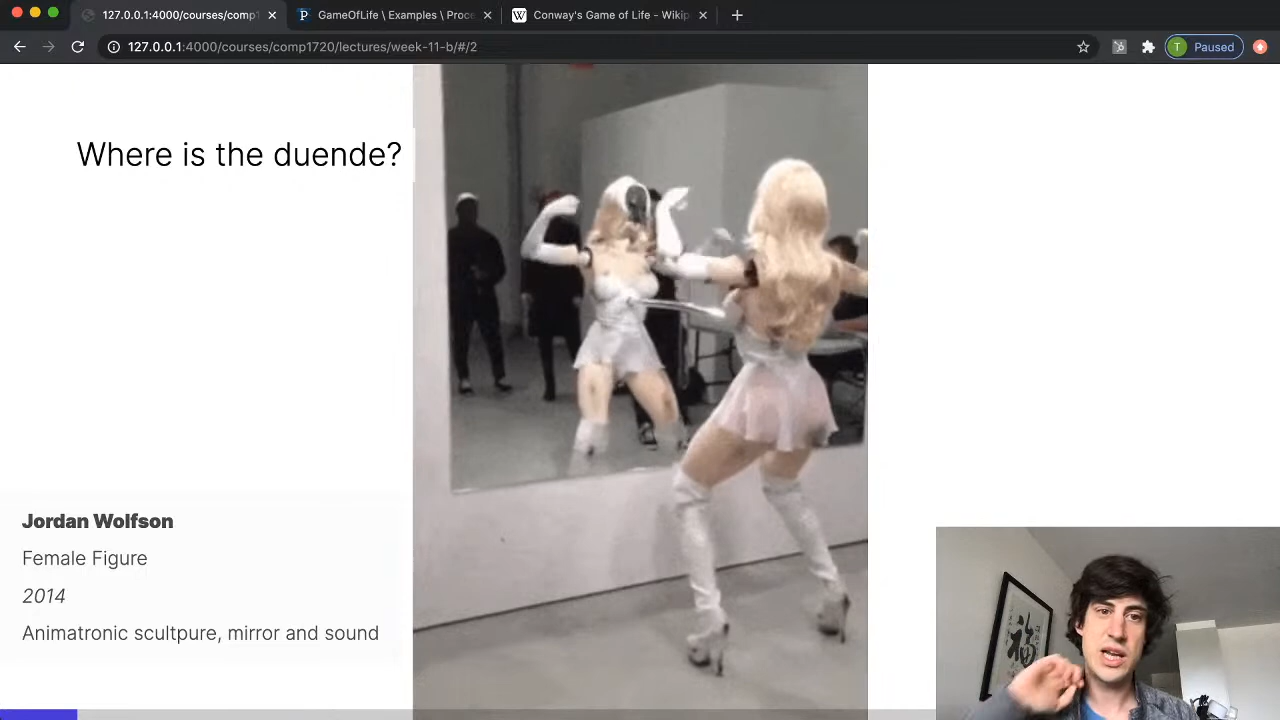 127.0.0.1:4000/courses/comp1
GameOfLife \ Examples \ Proce
W
Conway's Game of Life - Wikip
127.0.0.1:4000/courses/comp1720/lectures/week-11-b/#/2
T
Paused
Where is the duende?
Jordan Wolfson
Female Figure
2014
Animatronic scultpure, mirror and sound
福